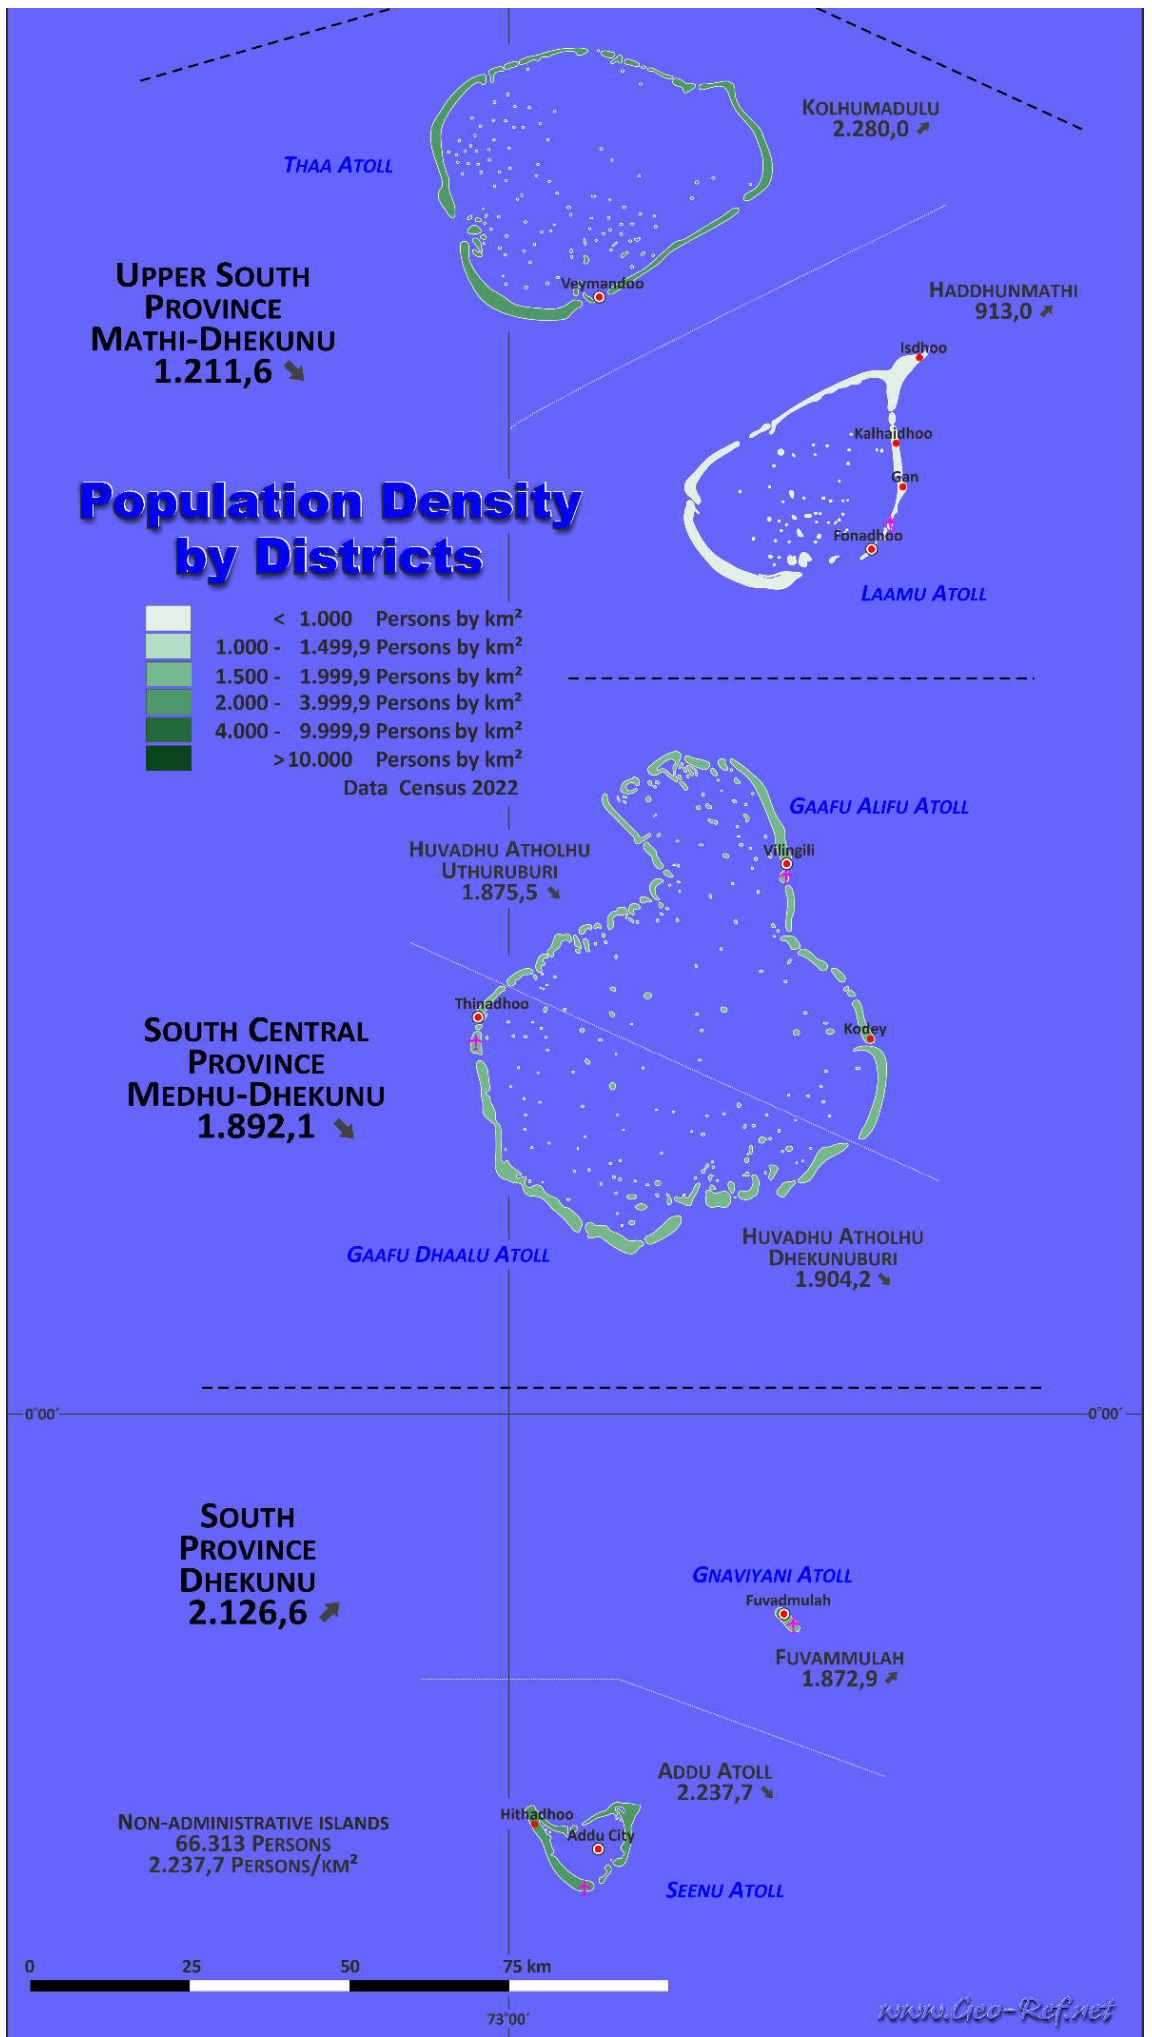 KOLHUMADULU
2.280,0
THAA ATOLL
UPPER SOUTH
PROVINCE
MATHI-DHEKUNU
1.211,6
Veymandoo
HADDHUNMATHI
913,0
Isdhoo
Kalhaidhoo
Gan
Fonadhoo
LAAMU ATOLL
Population Density
by Districts
< 1.000 Persons by km²
1.000 - 1.499,9 Persons by km²
1.500 - 1.999,9 Persons by km²
2.000 - 3.999,9 Persons by km²
4.000 - 9.999,9 Persons by km²
>10.000 Persons by km²
Data Census 2022
GAAFU ALIFU ATOLL
HUVADHU ATHOLHU
UTHURUBURI
1.875,5
Vilingili
Thinadhoo
Kodey
SOUTH CENTRAL
PROVINCE
MEDHU-DHEKUNU
1.892,1
GAAFU DHAALU ATOLL
HUVADHU ATHOLHU
DHEKUNUBURI
1.904,2
0°00´ 0°00´
SOUTH
PROVINCE
DHEKUNU
2.126,6
GNAVIYANI ATOLL
Fuvadmulah
FUVAMMULAH
1.872,9
ADDU ATOLL
2.237,7
Hithadhoo
Addu City
NON-ADMINISTRATIVE ISLANDS
66.313 PERSONS
2.237,7 PERSONS/KM²
SEENU ATOLL
0 25 50 75 km
73°00´
www.Geo-Ref.net